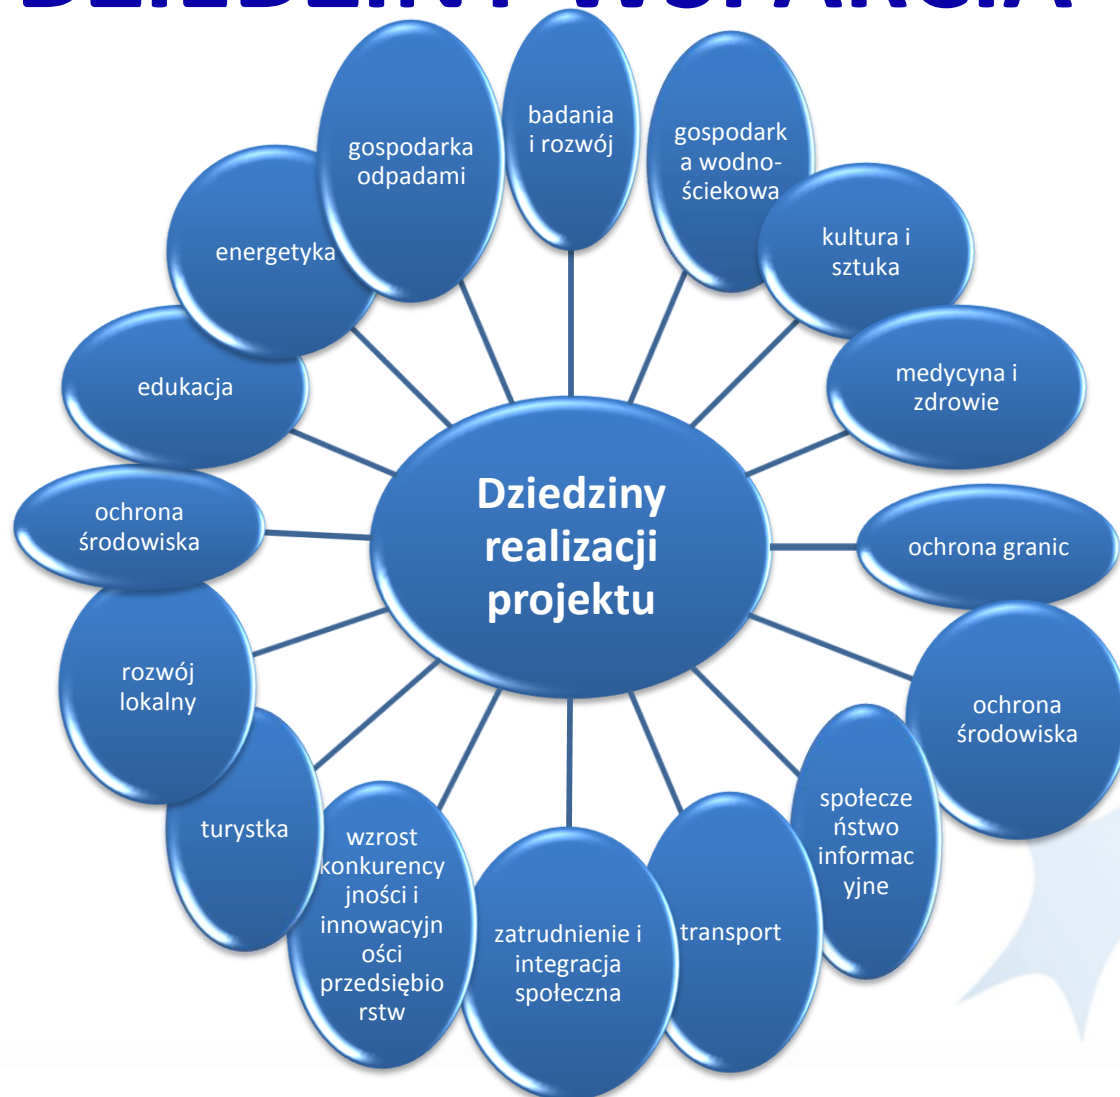 DZIEDZINY WSPARCIA
badania
i rozwój
gospodark
a wodno-
ściekowa
kultura i
sztuka
medycyna i
zdrowie
ochrona granic
ochrona
środowiska
społecze
ństwo
informac
yjne
transport
zatrudnienie i
integracja
społeczna
wzrost
konkurency
jności i
innowacyjn
ości
przedsiębio
rstw
turystka
rozwój
lokalny
ochrona
środowiska
edukacja
energetyka
gospodarka
odpadami
Dziedziny
realizacji
projektu